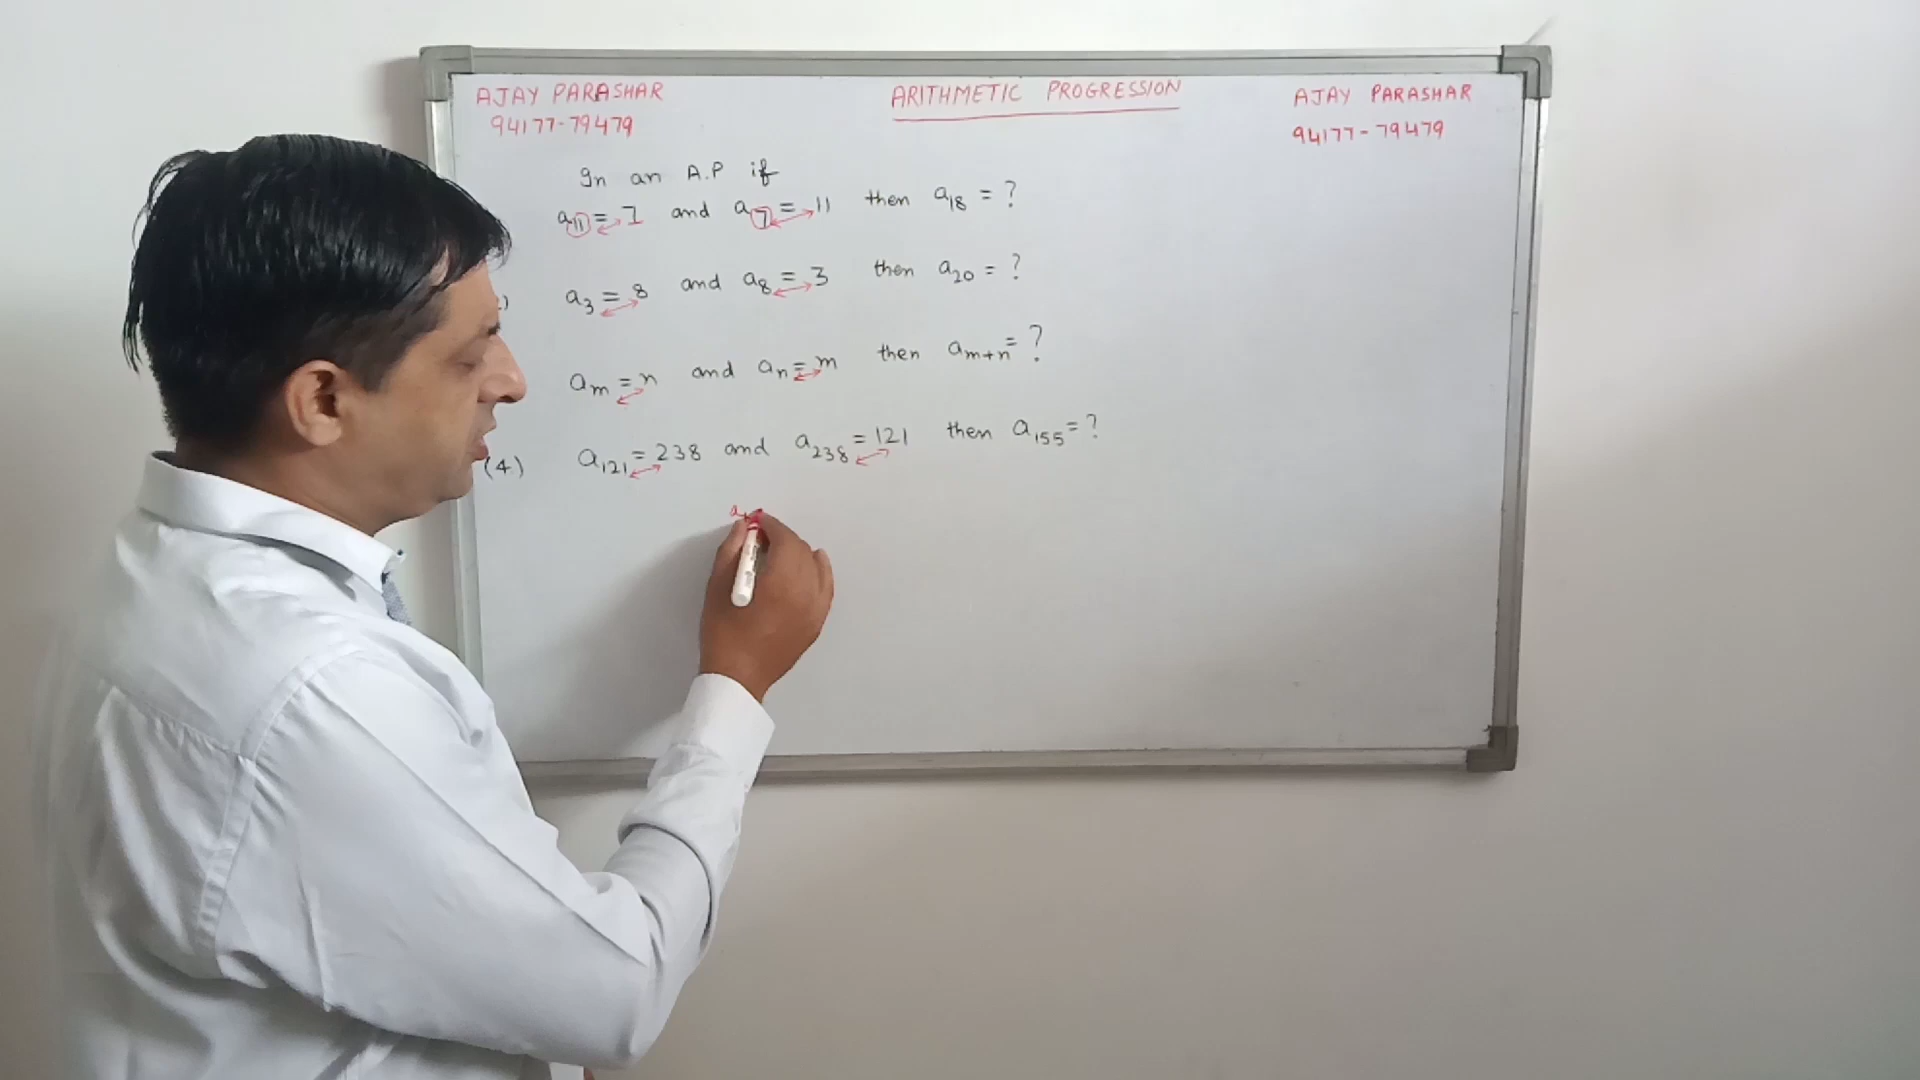 AJAY PARASHAR ARITHMETIC PROGRESSION AJAY PARASHAR
94177-79479 94177-79479
In an A.P if
a₁₁ = 7 and a₇ = 11 then a₁₈ = ?
) a₃ = 8 and a₈ = 3 then a₂₀ = ?
aₘ = n and aₙ = m then aₘ₊ₙ = ?
(4) a₁₂₁ = 238 and a₂₃₈ = 121 then a₁₅₅ = ?
a